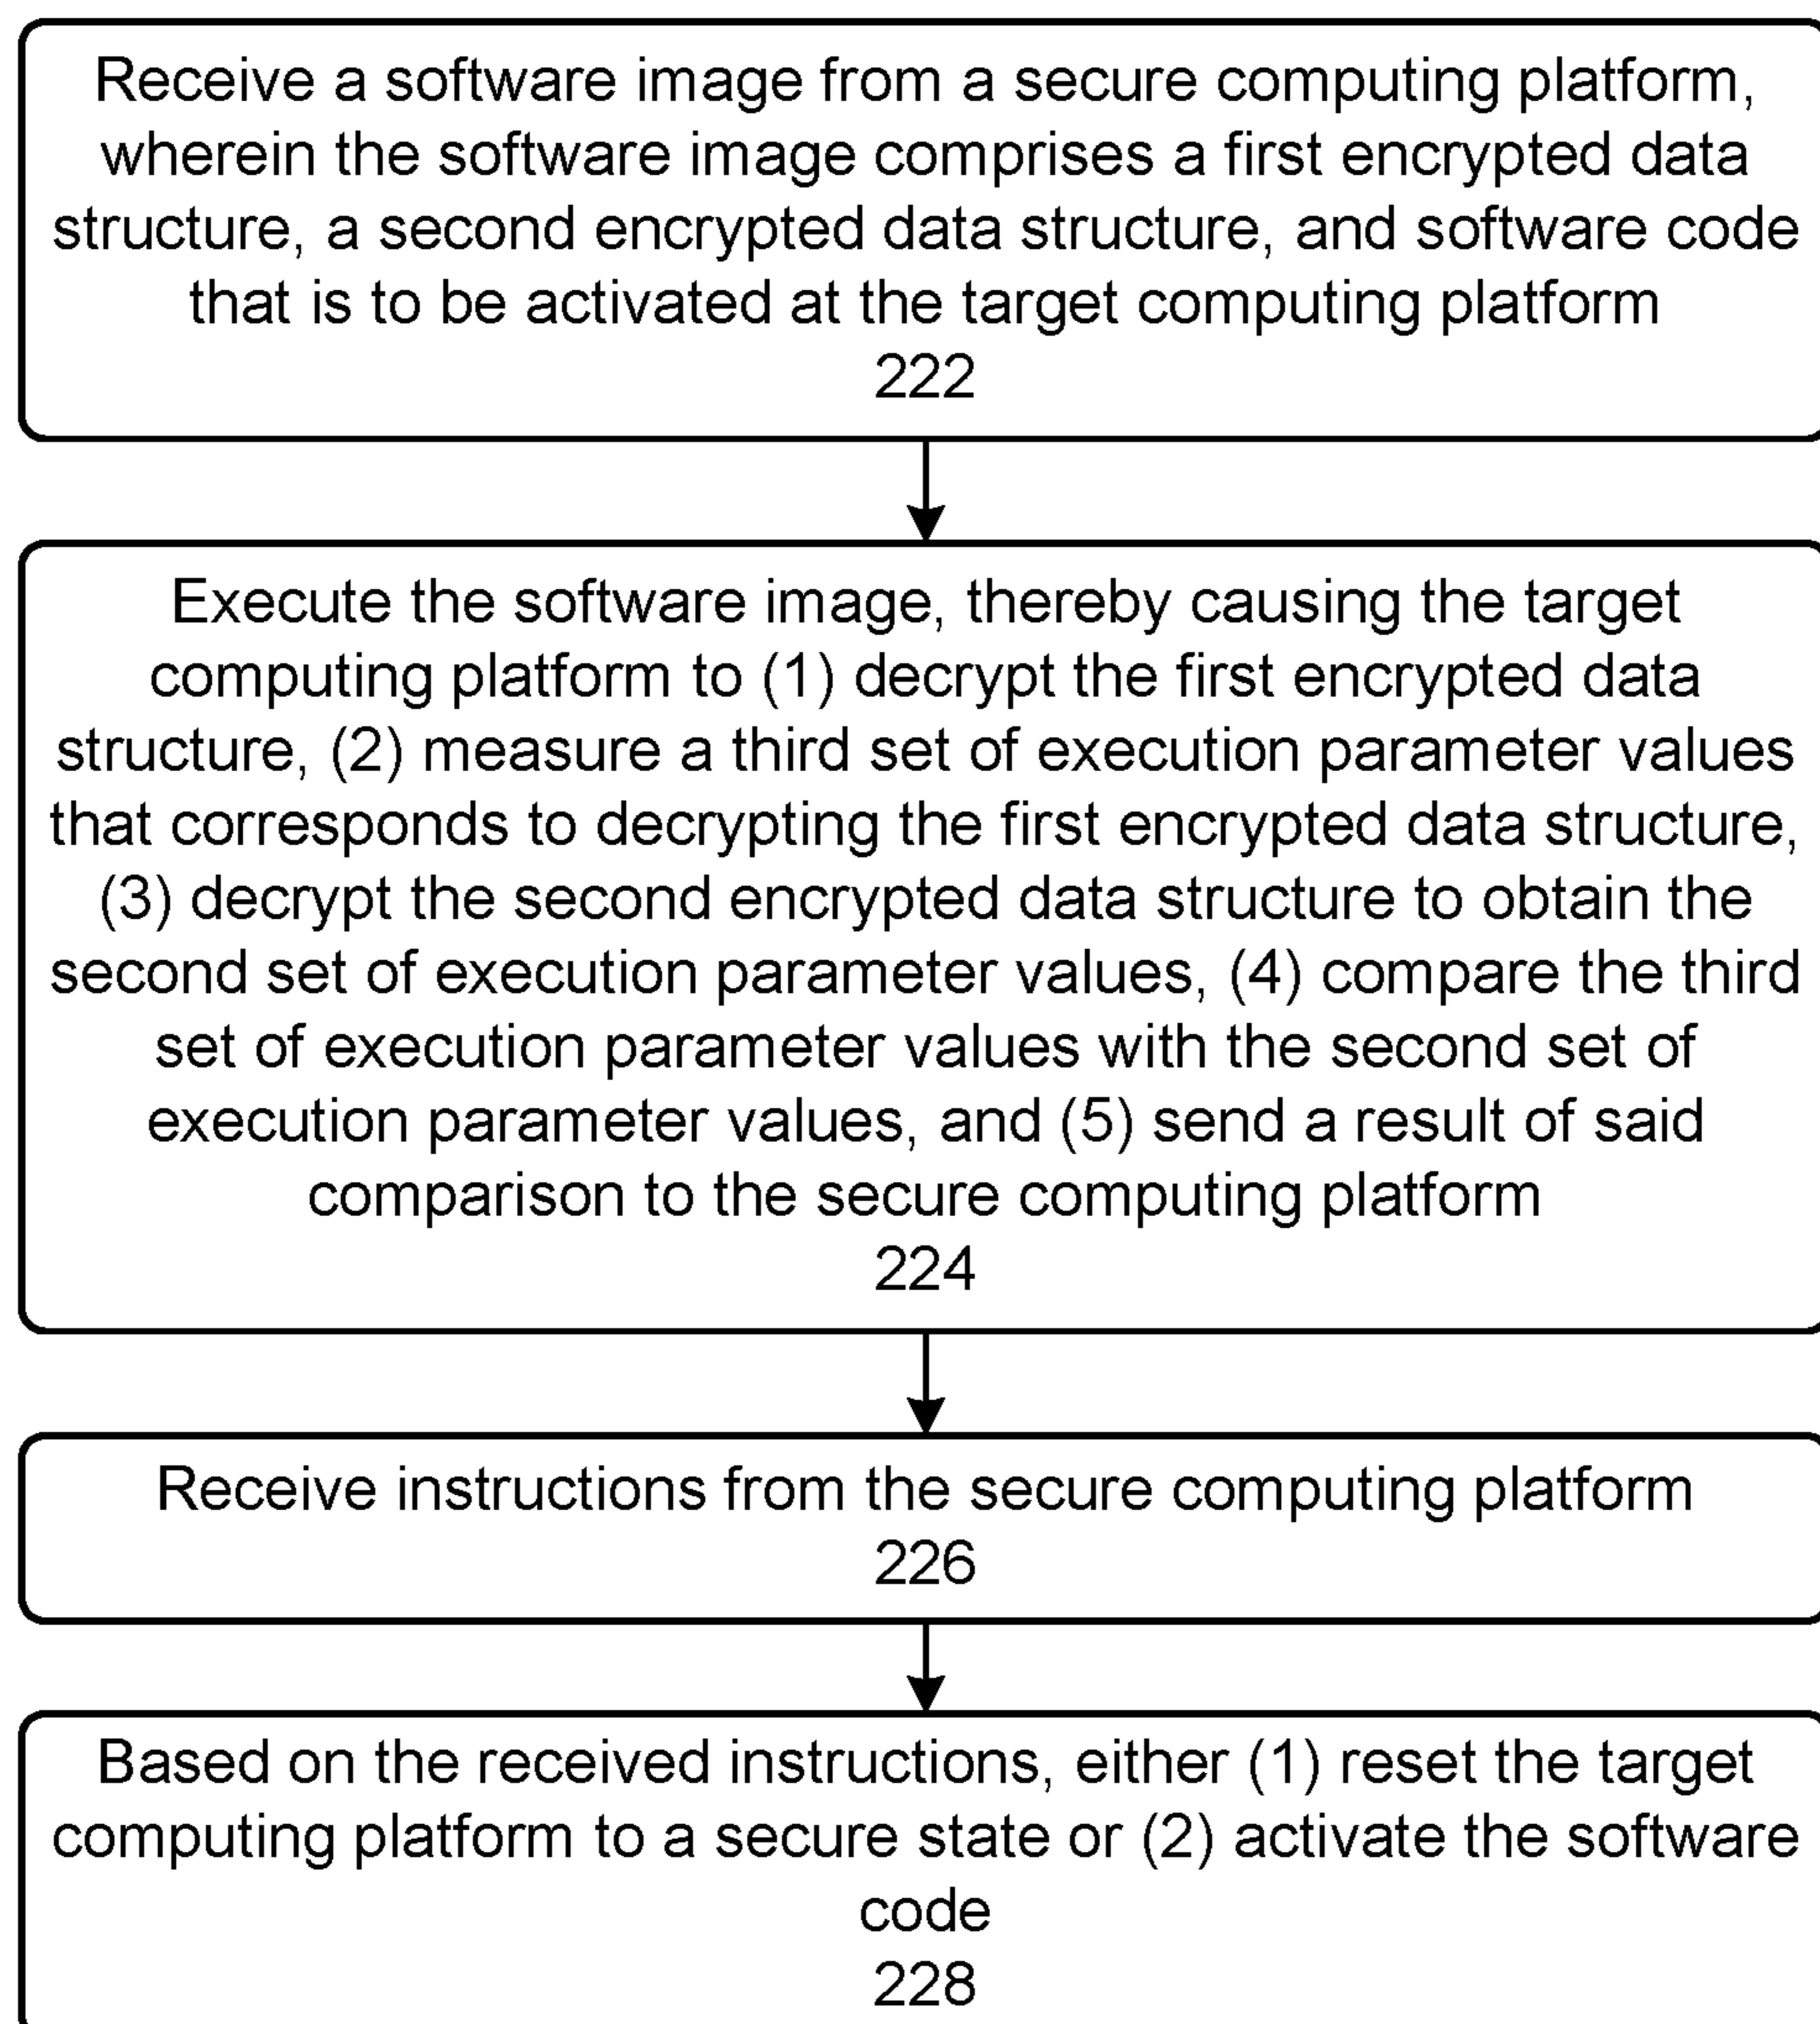 Receive a software image from a secure computing platform,
wherein the software image comprises a first encrypted data
structure, a second encrypted data structure, and software code
that is to be activated at the target computing platform
222
Execute the software image, thereby causing the target
computing platform to (1) decrypt the first encrypted data
structure, (2) measure a third set of execution parameter values
that corresponds to decrypting the first encrypted data structure,
(3) decrypt the second encrypted data structure to obtain the
second set of execution parameter values, (4) compare the third
set of execution parameter values with the second set of
execution parameter values, and (5) send a result of said
comparison to the secure computing platform
224
Receive instructions from the secure computing platform
226
Based on the received instructions, either (1) reset the target
computing platform to a secure state or (2) activate the software
code
228